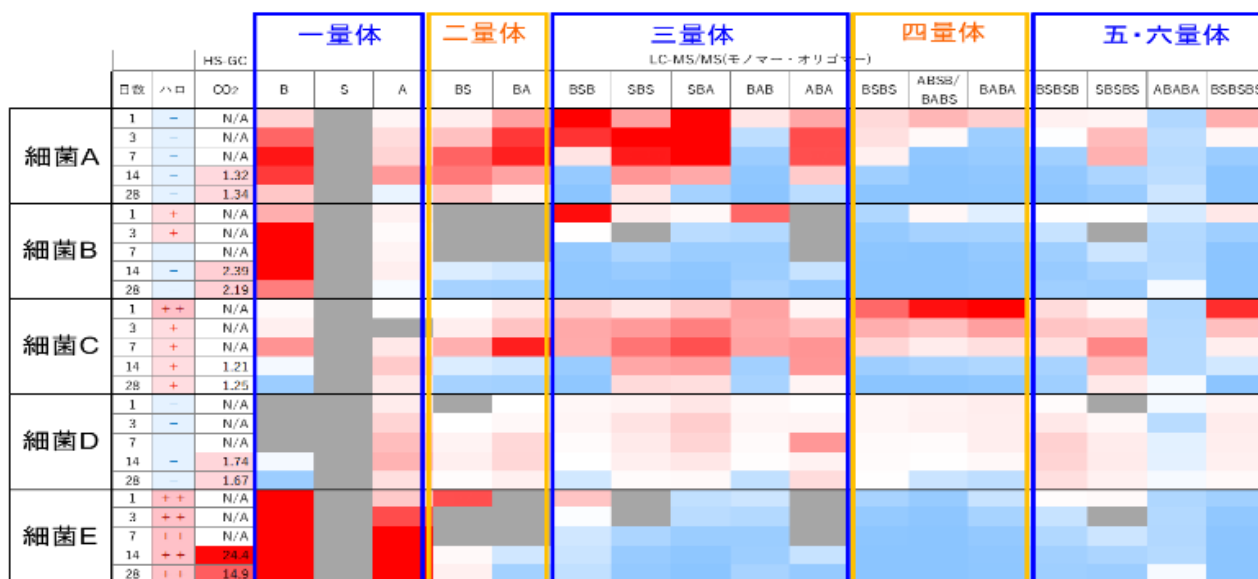 一量体 二量体 三量体 四量体 五・六量体
HS-GC LC-MS/MS(モノマー・オリゴマー)
日数 ハロ CO2 B S A BS BA BSB SBS SBA BAB ABA BSBS ABSB/BABS BABA BSBSB SBSBS ABABA BSBSBS
細菌A
1 - N/A
3 - N/A
7 - N/A
14 - 1.32
28 - 1.34
細菌B
1 + N/A
3 + N/A
7 N/A
14 - 2.39
28 2.19
細菌C
1 ++ N/A
3 + N/A
7 + N/A
14 + 1.21
28 + 1.25
細菌D
1 - N/A
3 - N/A
7 N/A
14 - 1.74
28 - 1.67
細菌E
1 ++ N/A
3 ++ N/A
7 ++ N/A
14 ++ 24.4
28 ++ 14.9